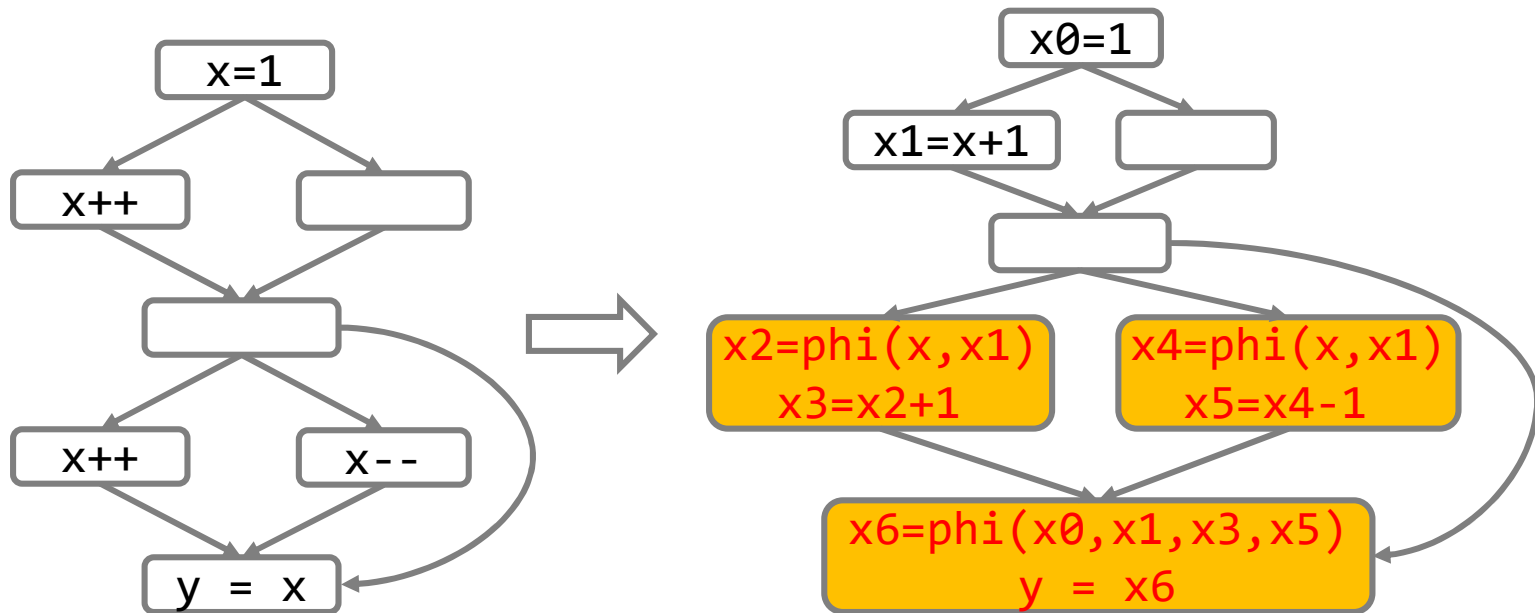 x=1
x++
x++
x--
y = x
x0=1
x1=x+1
x2=phi(x,x1)
x3=x2+1
x4=phi(x,x1)
x5=x4-1
x6=phi(x0,x1,x3,x5)
y = x6